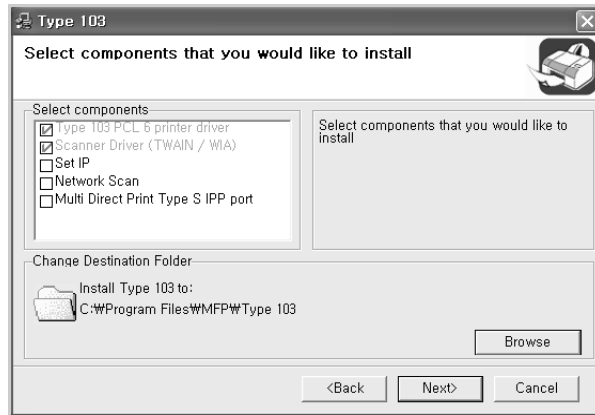 Type 103
Select components that you would like to install
Select components
Type 103 PCL 6 printer driver
Scanner Driver (TWAIN / WIA)
Set IP
Network Scan
Multi Direct Print Type S IPP port
Select components that you would like to
install
Change Destination Folder
Install Type 103 to:
C:₩Program Files₩MFP₩Type 103
Browse
<Back
Next>
Cancel